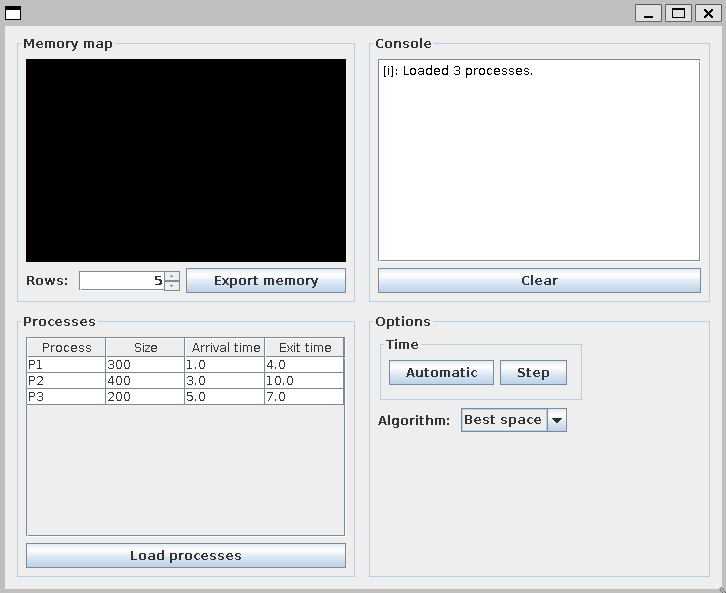 Memory map
Console
[i]: Loaded 3 processes.
Rows: 5 Export memory
Clear
Processes
Process Size Arrival time Exit time
P1 300 1.0 4.0
P2 400 3.0 10.0
P3 200 5.0 7.0
Load processes
Options
Time
Automatic Step
Algorithm: Best space